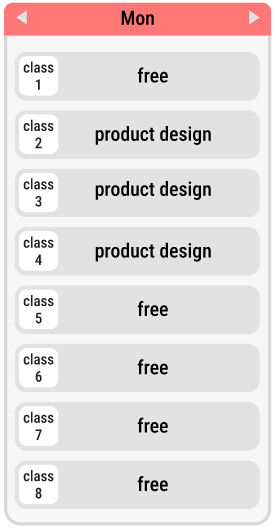 Mon
class
1
free
class
2
product design
class
3
product design
class
4
product design
class
5
free
class
6
free
class
7
free
class
8
free